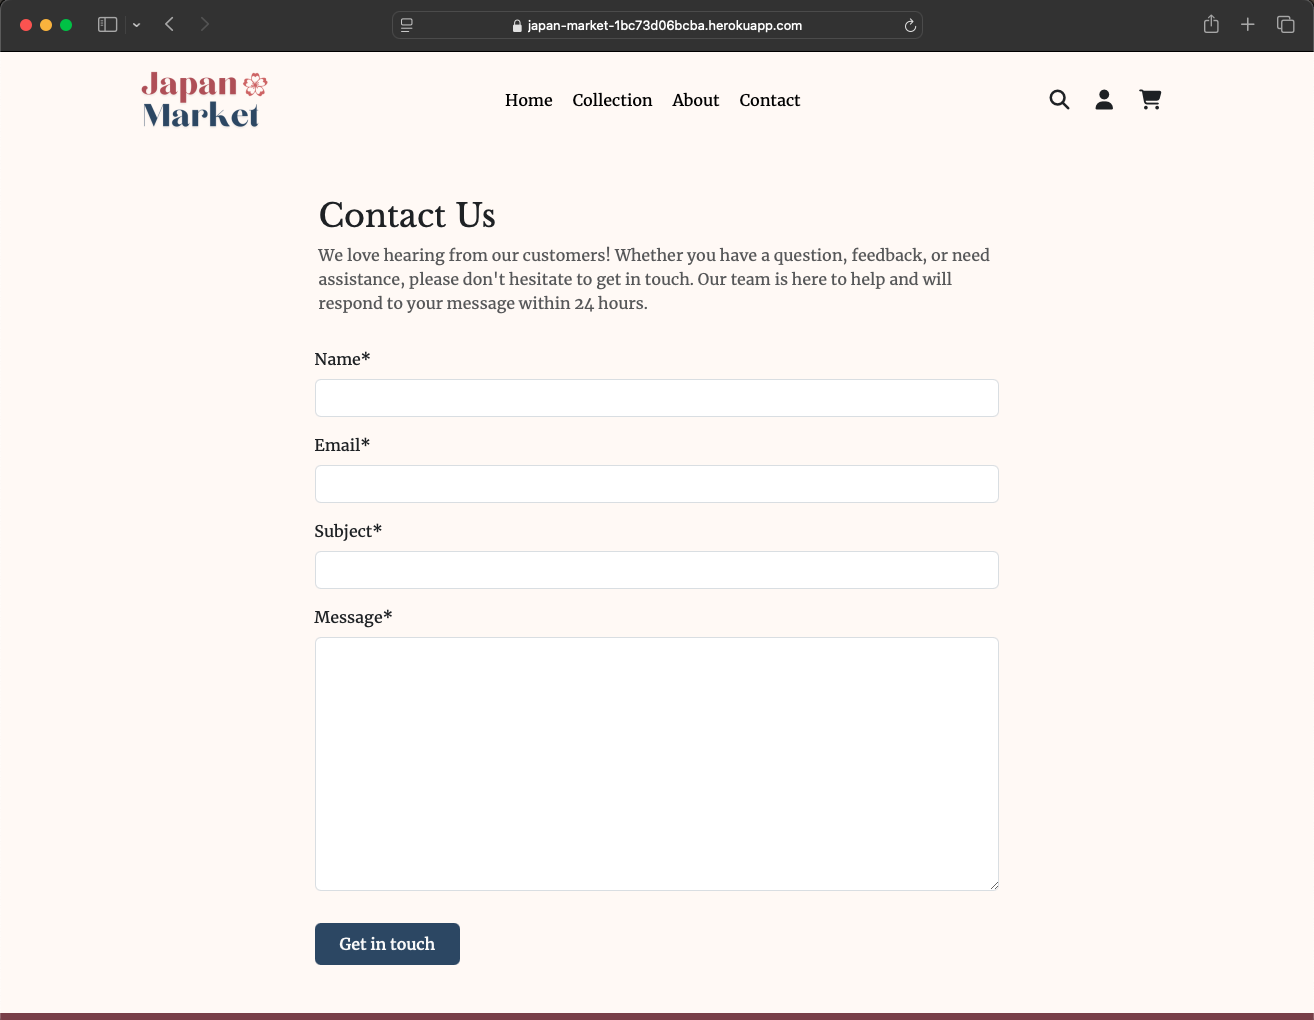 japan-market-1bc73d06bcba.herokuapp.com
Japan
Market
Home Collection About Contact
Contact Us
We love hearing from our customers! Whether you have a question, feedback, or need
assistance, please don't hesitate to get in touch. Our team is here to help and will
respond to your message within 24 hours.
Name*
Email*
Subject*
Message*
Get in touch